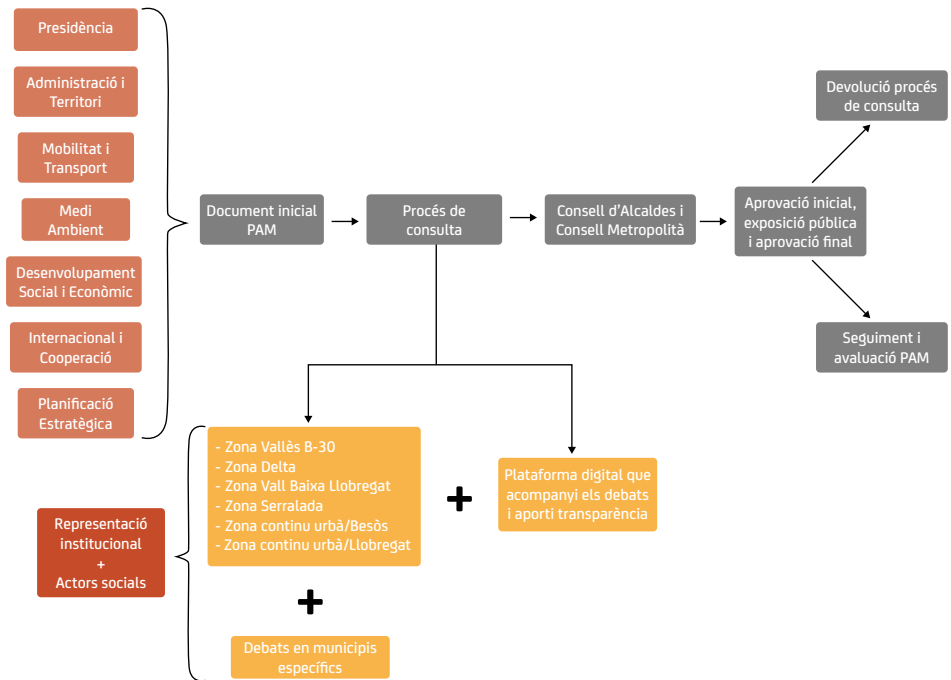 Presidència
Administració i
Territori
Mobilitat i
Transport
Medi
Ambient
Desenvolupament
Social i Econòmic
Internacional i
Cooperació
Planificació
Estratègica
Document inicial
PAM
Procés de
consulta
Consell d'Alcaldes i
Consell Metropolità
Aprovació inicial,
exposició pública
i aprovació final
Devolució procés
de consulta
Seguiment i
avaluació PAM
Representació
institucional
+
Actors socials
- Zona Vallès B-30
- Zona Delta
- Zona Vall Baixa Llobregat
- Zona Serralada
- Zona continu urbà/Besòs
- Zona continu urbà/Llobregat
+
Plataforma digital que
acompanyi els debats
i aporti transparència
+
Debats en municipis
específics